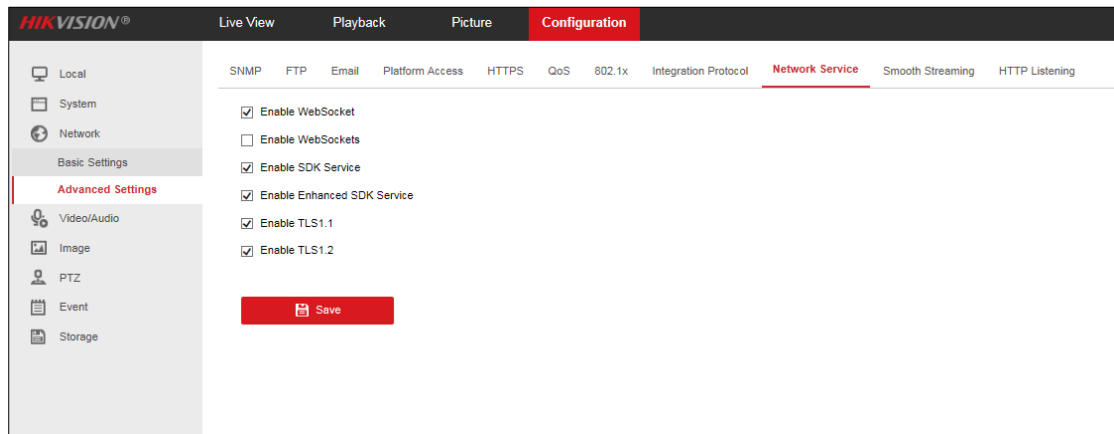 HIKVISION® Live View Playback Picture Configuration
SNMP FTP Email Platform Access HTTPS QoS 802.1x Integration Protocol Network Service Smooth Streaming HTTP Listening
Local
System
Network
Basic Settings
Advanced Settings
Video/Audio
Image
PTZ
Event
Storage
Enable WebSocket
Enable WebSockets
Enable SDK Service
Enable Enhanced SDK Service
Enable TLS1.1
Enable TLS1.2
Save